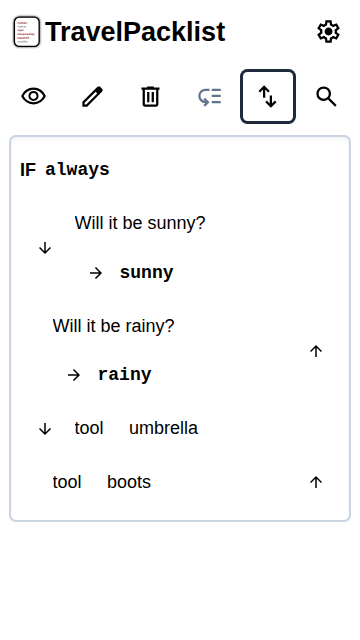 TravelPacklist
IF always
Will it be sunny?
sunny
Will it be rainy?
rainy
tool umbrella
tool boots